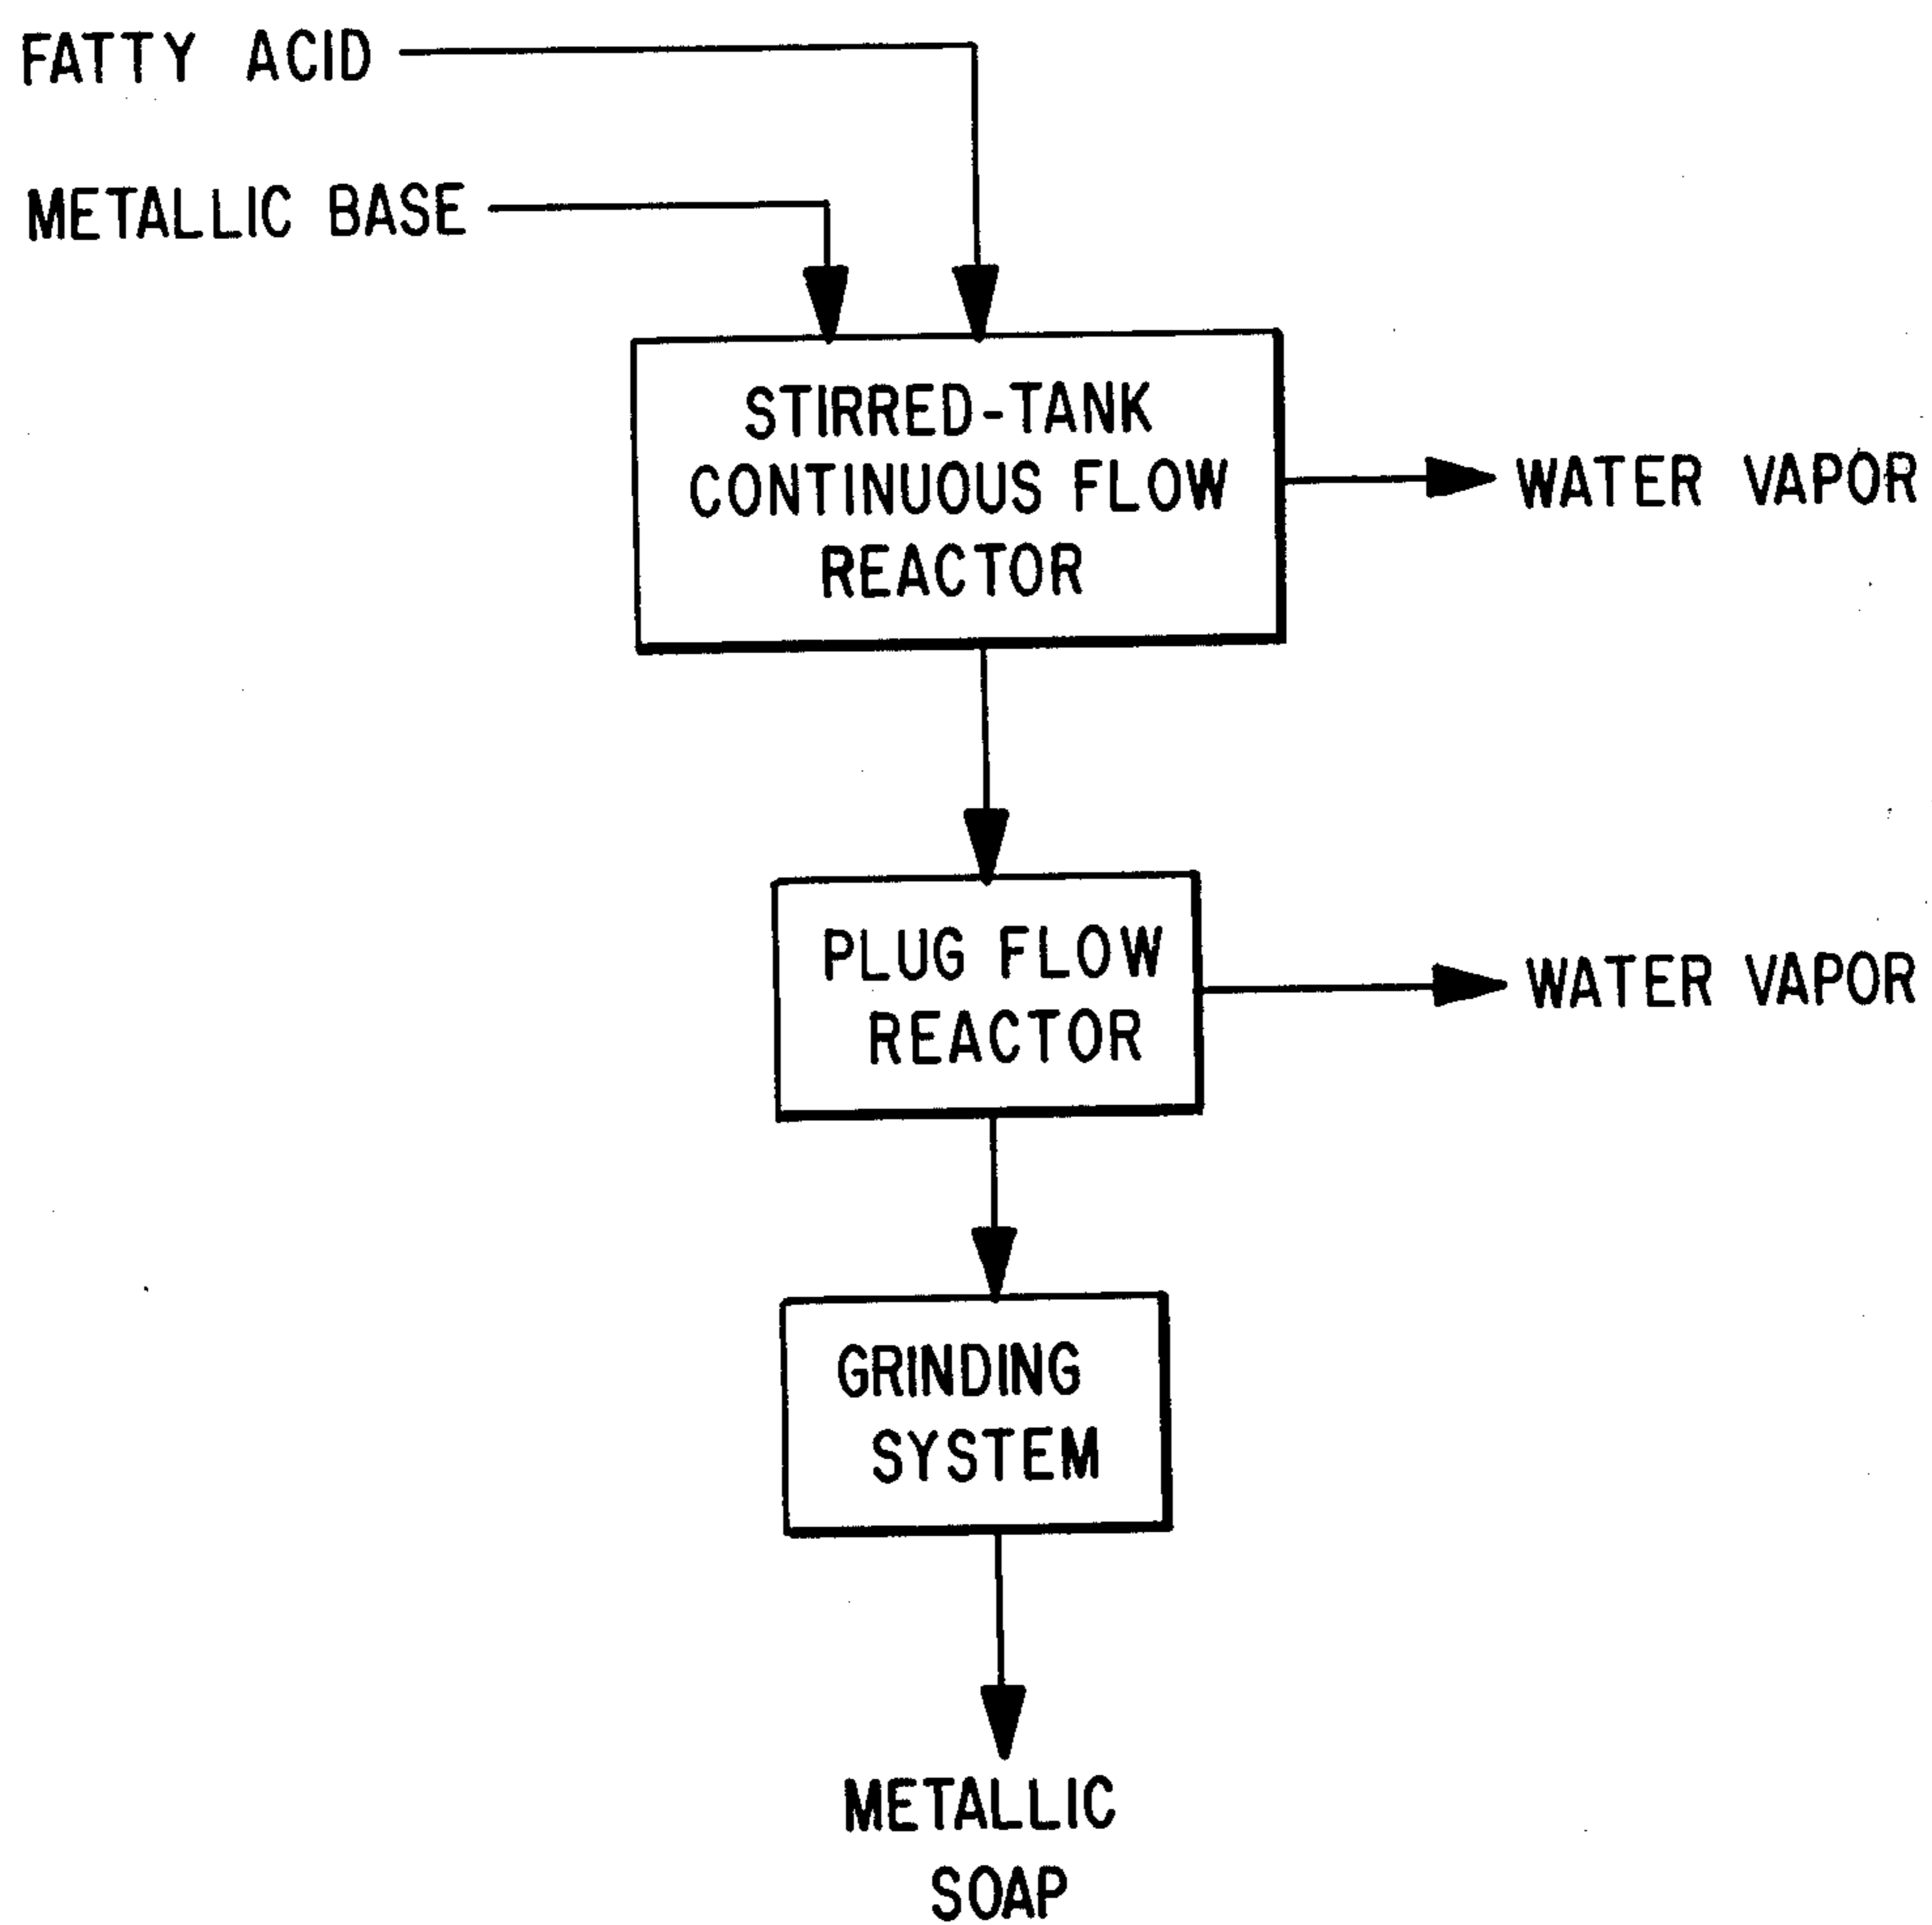 FATTY ACID
METALLIC BASE
STIRRED-TANK
CONTINUOUS FLOW
REACTOR
WATER VAPOR
PLUG FLOW
REACTOR
WATER VAPOR
GRINDING
SYSTEM
METALLIC
SOAP